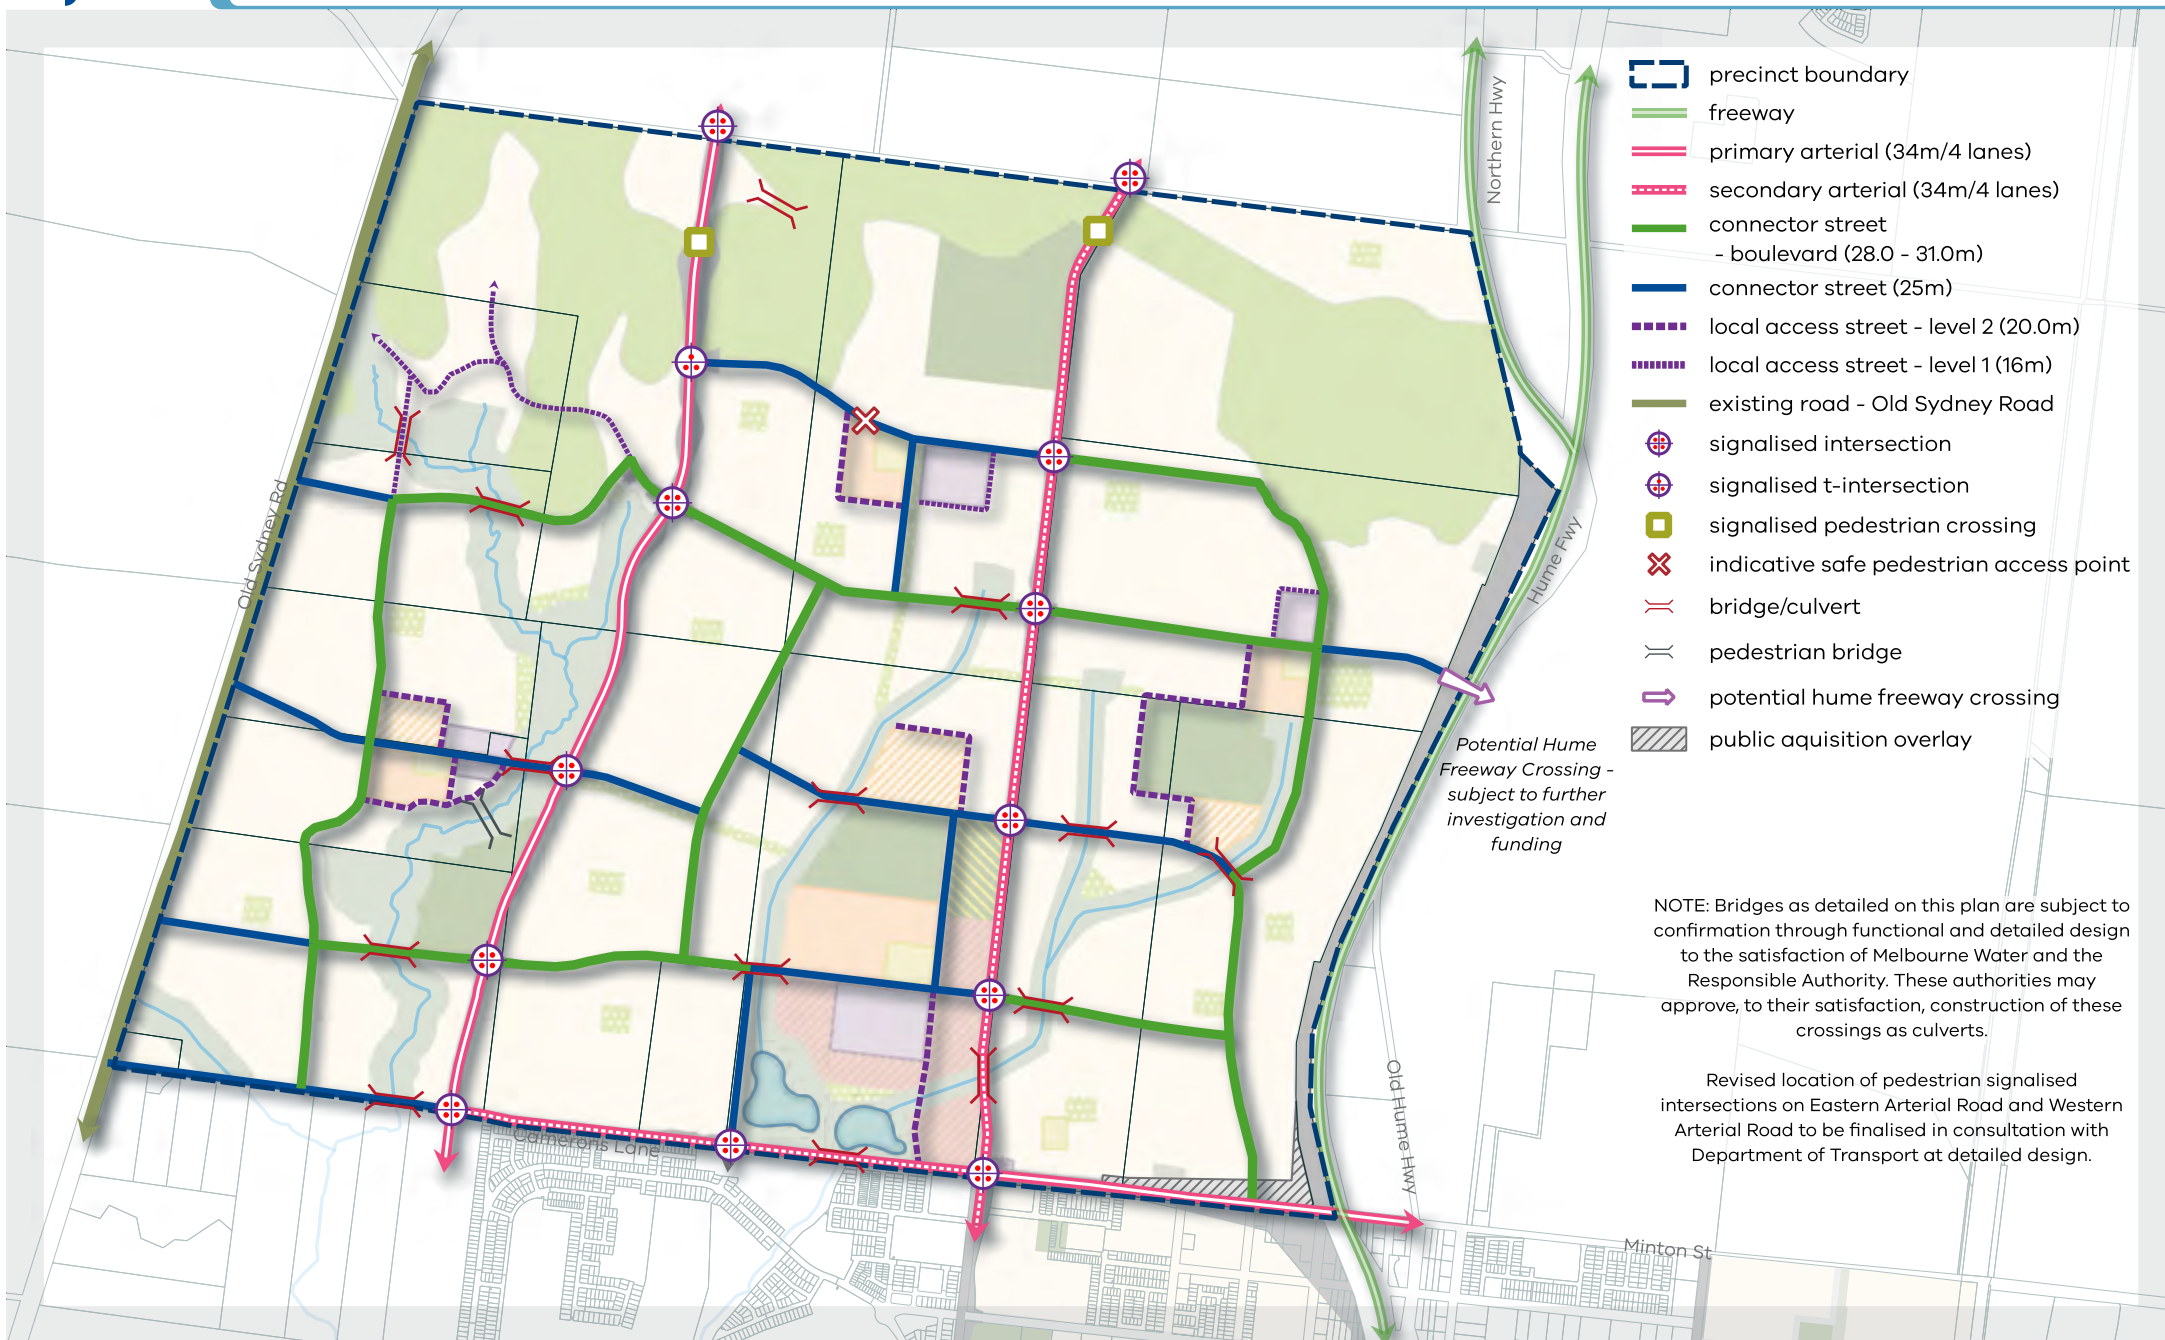 precinct boundary
freeway
primary arterial (34m/4 lanes)
secondary arterial (34m/4 lanes)
connector street
- boulevard (28.0 - 31.0m)
connector street (25m)
local access street - level 2 (20.0m)
local access street - level 1 (16m)
existing road - Old Sydney Road
signalised intersection
signalised t-intersection
signalised pedestrian crossing
indicative safe pedestrian access point
bridge/culvert
pedestrian bridge
potential hume freeway crossing
public aquisition overlay
Northern Hwy
Hume Fwy
Old Sydney Rd
Potential Hume
Freeway Crossing -
subject to further
investigation and
funding
NOTE: Bridges as detailed on this plan are subject to
confirmation through functional and detailed design
to the satisfaction of Melbourne Water and the
Responsible Authority. These authorities may
approve, to their satisfaction, construction of these
crossings as culverts.
Revised location of pedestrian signalised
intersections on Eastern Arterial Road and Western
Arterial Road to be finalised in consultation with
Department of Transport at detailed design.
Old Hume Hwy
Camerons Lane
Minton St